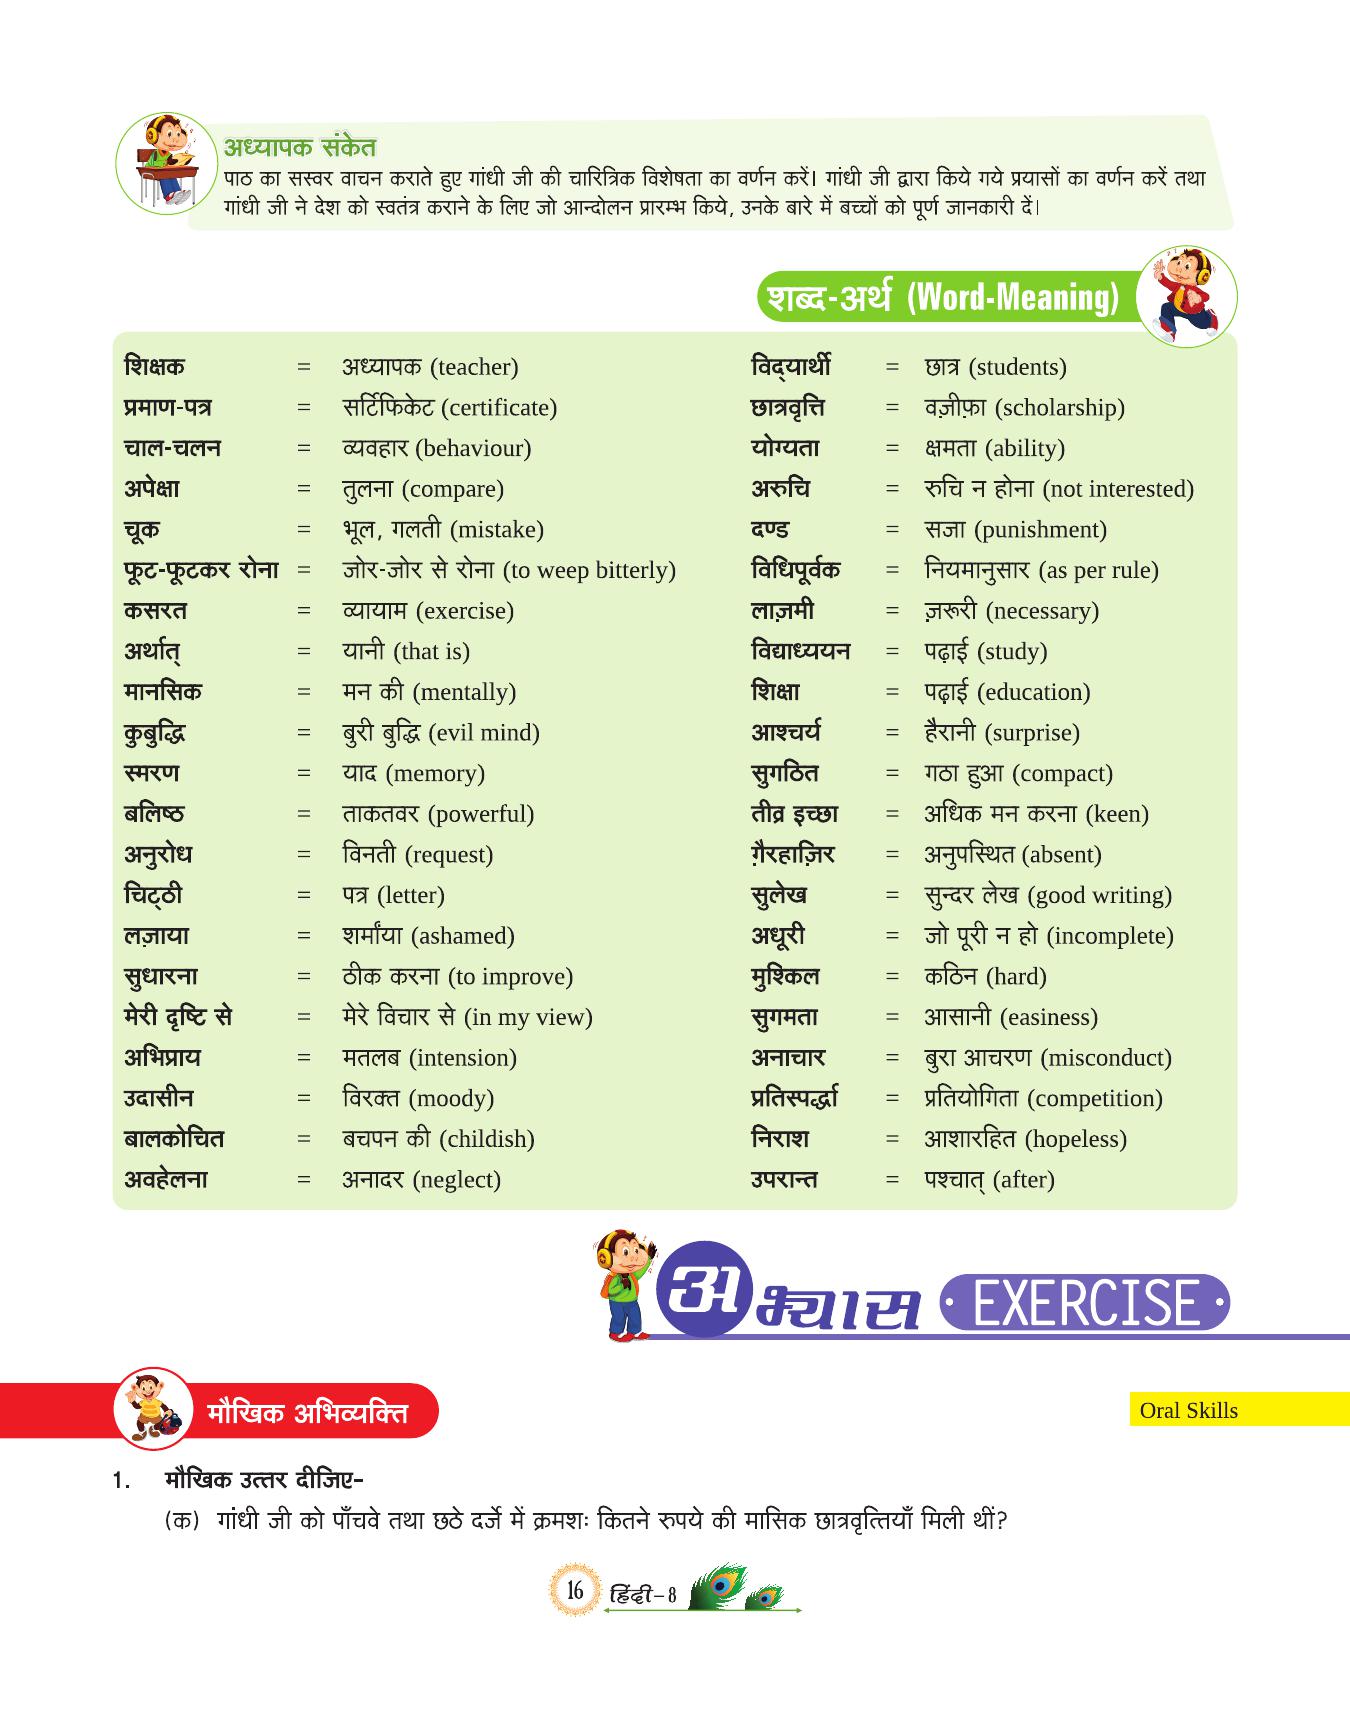 अध्यापक संकेत
पाठ का सस्वर वाचन कराते हुए गांधी जी की चारित्रिक विशेषता का वर्णन करें। गांधी जी द्वारा किये गये प्रयासों का वर्णन करें तथा
गांधी जी ने देश को स्वतंत्र कराने के लिए जो आन्दोलन प्रारम्भ किये, उनके बारे में बच्चों को पूर्ण जानकारी दें।
शब्द-अर्थ (Word-Meaning)
शिक्षक = अध्यापक (teacher) विद्यार्थी = छात्र (students)
प्रमाण-पत्र = सर्टिफिकेट (certificate) छात्रवृत्ति = वज़ीफ़ा (scholarship)
चाल-चलन = व्यवहार (behaviour) योग्यता = क्षमता (ability)
अपेक्षा = तुलना (compare) अरुचि = रुचि न होना (not interested)
चूक = भूल, गलती (mistake) दण्ड = सजा (punishment)
फूट-फूटकर रोना = जोर-जोर से रोना (to weep bitterly) विधिपूर्वक = नियमानुसार (as per rule)
कसरत = व्यायाम (exercise) लाज़मी = ज़रूरी (necessary)
अर्थात् = यानी (that is) विद्याध्ययन = पढ़ाई (study)
मानसिक = मन की (mentally) शिक्षा = पढ़ाई (education)
कुबुद्धि = बुरी बुद्धि (evil mind) आश्चर्य = हैरानी (surprise)
स्मरण = याद (memory) सुगठित = गठा हुआ (compact)
बलिष्ठ = ताकतवर (powerful) तीव्र इच्छा = अधिक मन करना (keen)
अनुरोध = विनती (request) ग़ैरहाज़िर = अनुपस्थित (absent)
चिट्ठी = पत्र (letter) सुलेख = सुन्दर लेख (good writing)
लज़ाया = शर्मांया (ashamed) अधूरी = जो पूरी न हो (incomplete)
सुधारना = ठीक करना (to improve) मुश्किल = कठिन (hard)
मेरी दृष्टि से = मेरे विचार से (in my view) सुगमता = आसानी (easiness)
अभिप्राय = मतलब (intension) अनाचार = बुरा आचरण (misconduct)
उदासीन = विरक्त (moody) प्रतिस्पर्द्धा = प्रतियोगिता (competition)
बालकोचित = बचपन की (childish) निराश = आशारहित (hopeless)
अवहेलना = अनादर (neglect) उपरान्त = पश्चात् (after)
अभ्यास EXERCISE
मौखिक अभिव्यक्ति Oral Skills
1. मौखिक उत्तर दीजिए–
(क) गांधी जी को पाँचवे तथा छठे दर्जे में क्रमशः कितने रुपये की मासिक छात्रवृत्तियाँ मिली थीं?
16 हिंदी–8